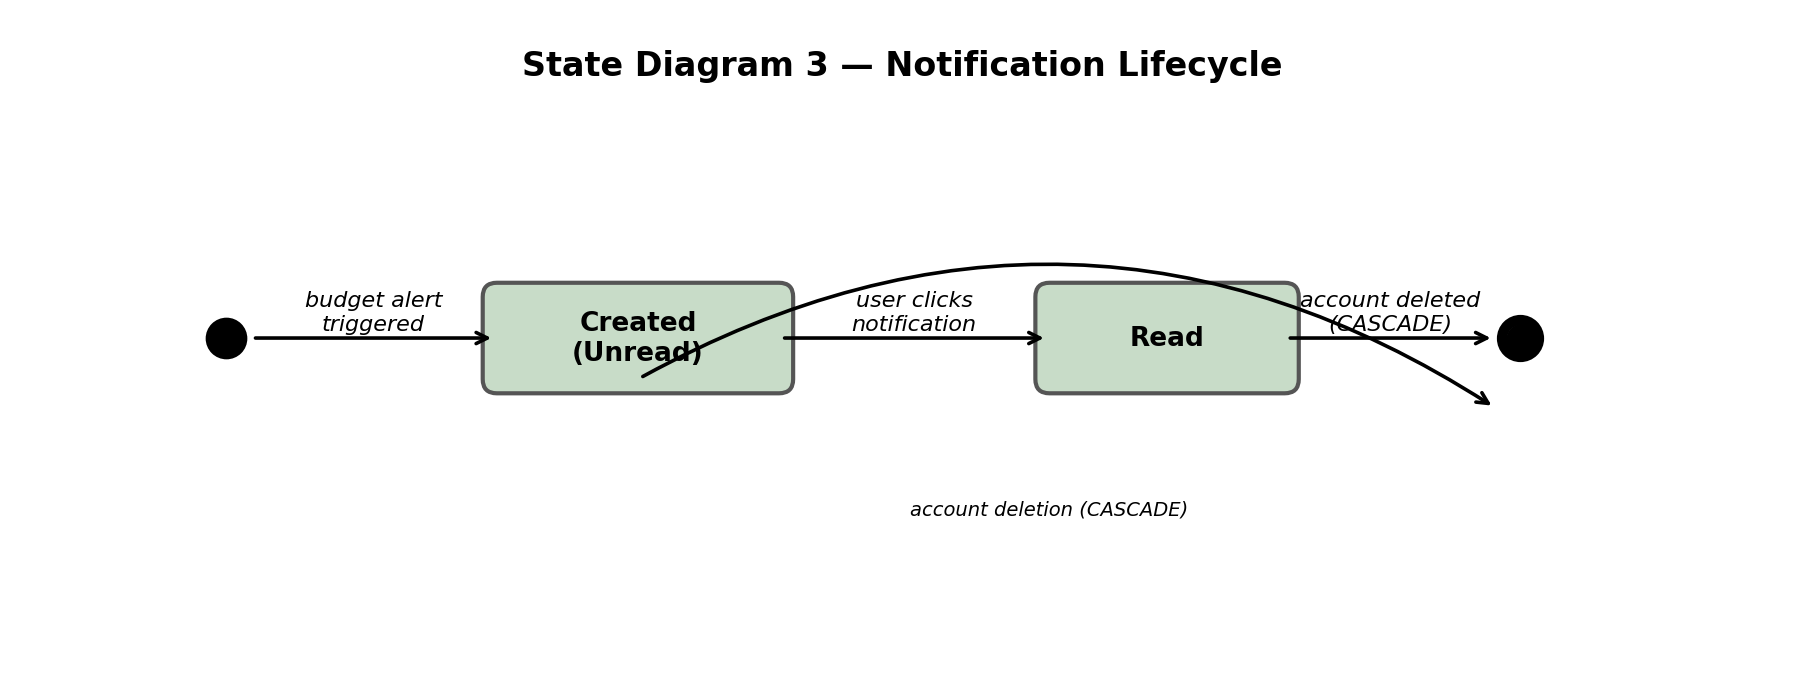 State Diagram 3 — Notification Lifecycle
budget alert
triggered
Created
(Unread)
user clicks
notification
Read
account deleted
(CASCADE)
account deletion (CASCADE)